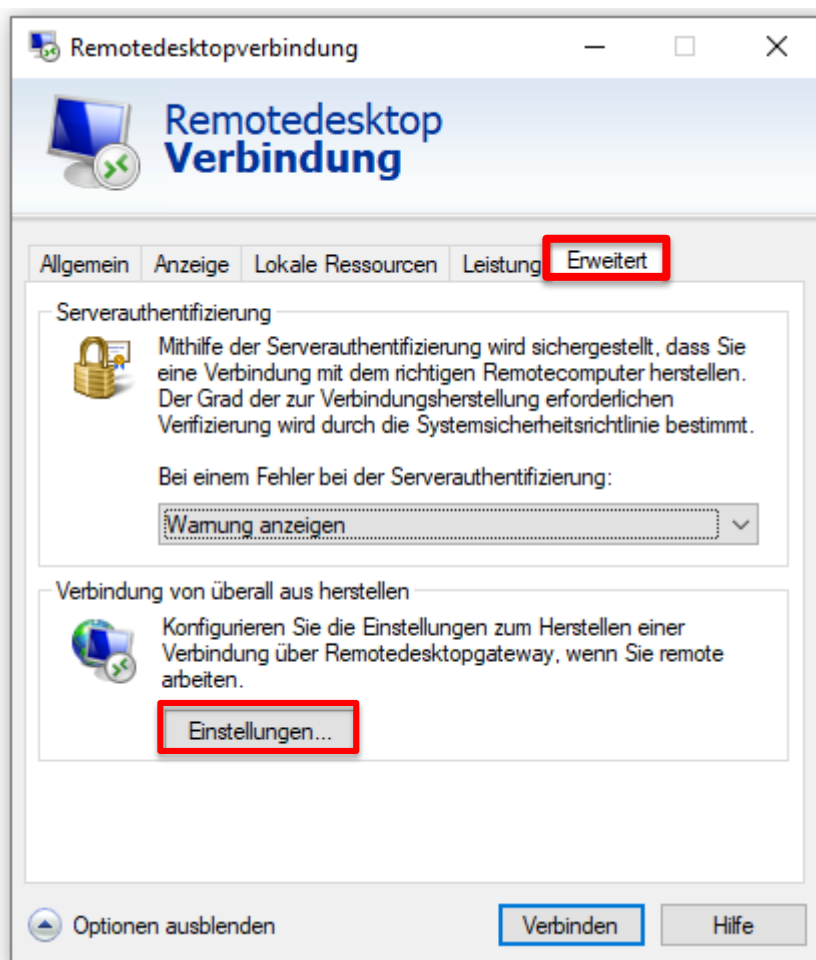 Remotedesktopverbindung
Remotedesktop
Verbindung
Allgemein Anzeige Lokale Ressourcen Leistung Erweitert
Serverauthentifizierung
Mithilfe der Serverauthentifizierung wird sichergestellt, dass Sie
eine Verbindung mit dem richtigen Remotecomputer herstellen.
Der Grad der zur Verbindungsherstellung erforderlichen
Verifizierung wird durch die Systemsicherheitsrichtlinie bestimmt.
Bei einem Fehler bei der Serverauthentifizierung:
Warnung anzeigen
Verbindung von überall aus herstellen
Konfigurieren Sie die Einstellungen zum Herstellen einer
Verbindung über Remotedesktopgateway, wenn Sie remote
arbeiten.
Einstellungen...
Optionen ausblenden Verbinden Hilfe